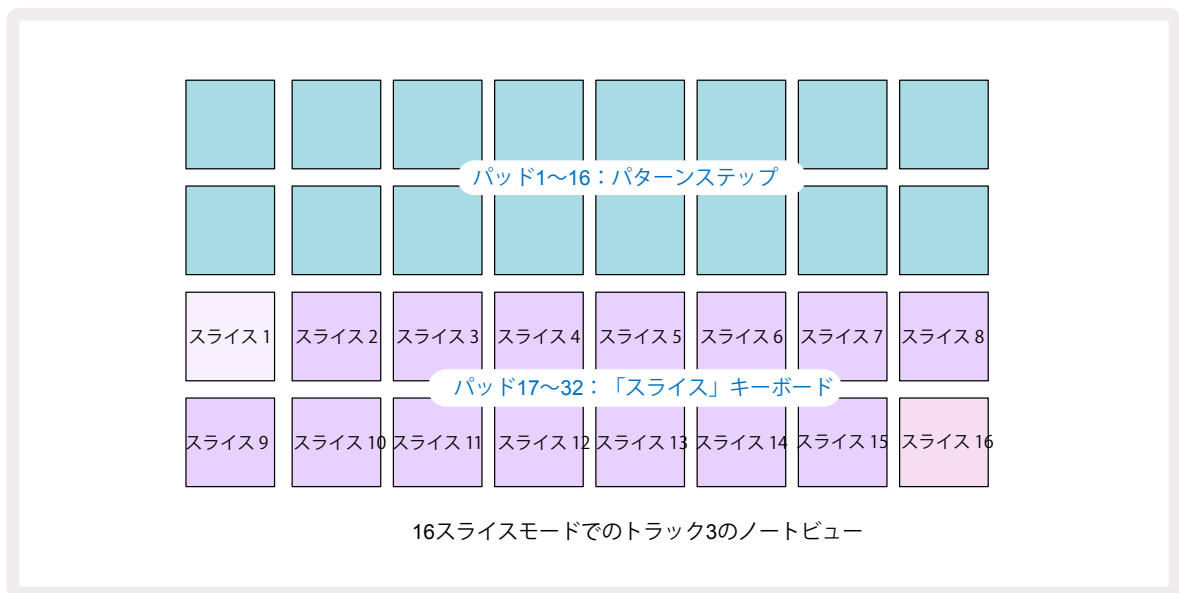 パッド1～16：パターンステップ
スライス 1 スライス 2 スライス 3 スライス 4 スライス 5 スライス 6 スライス 7 スライス 8
パッド17～32：「スライス」キーボード
スライス 9 スライス 10 スライス 11 スライス 12 スライス 13 スライス 14 スライス 15 スライス 16
16スライスモードでのトラック3のノートビュー